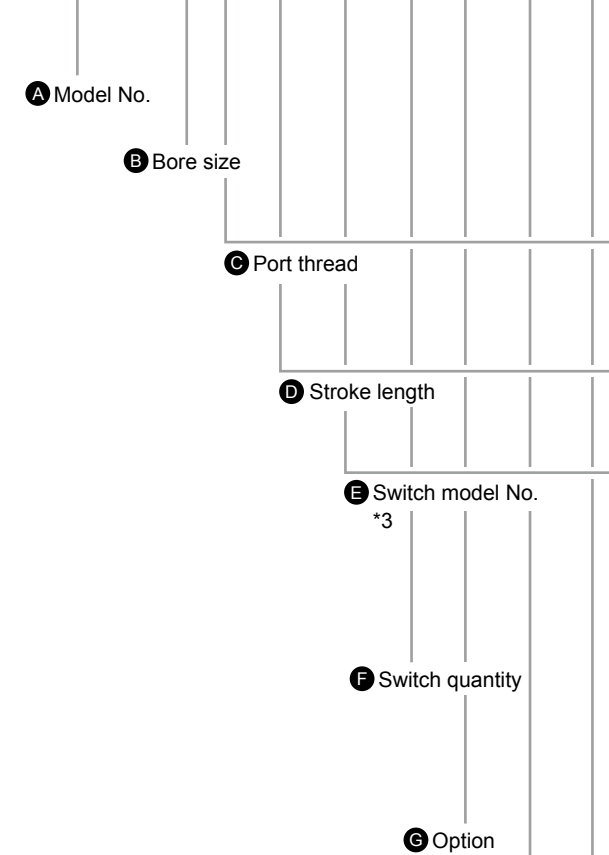 A Model No.
B Bore size
C Port thread
D Stroke length
E Switch model No.
*3
F Switch quantity
G Option